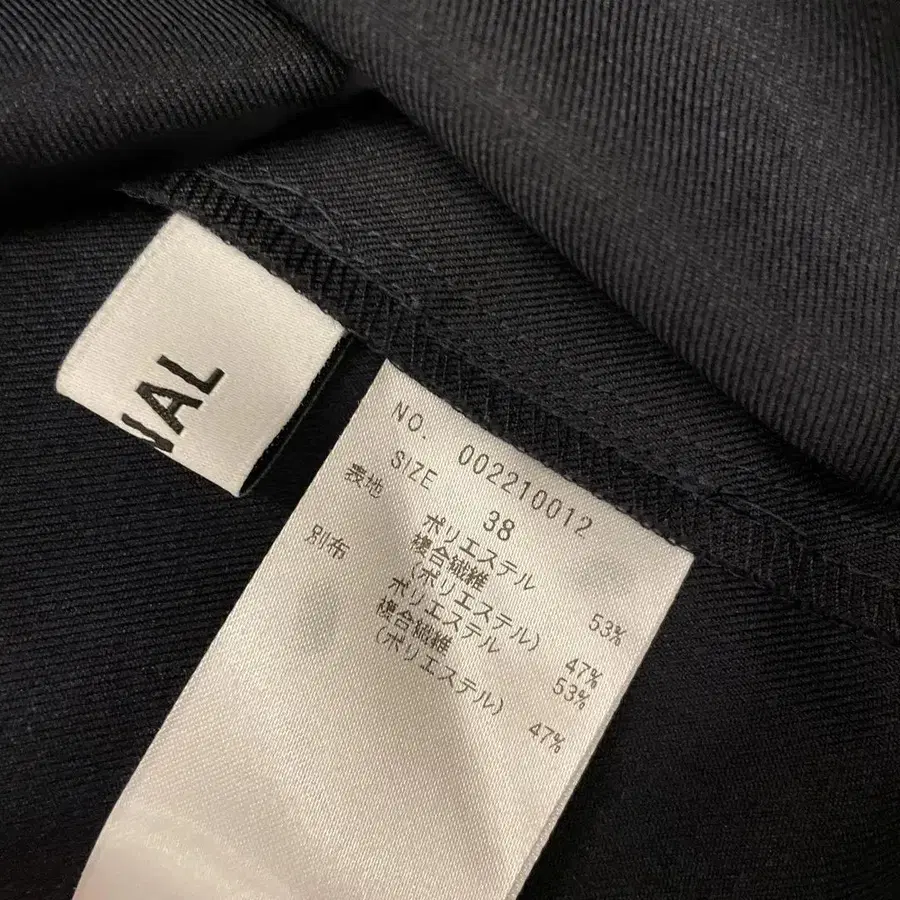 NO. 002210012
SIZE 38
表地 ポリエステル 53%
複合繊維
(ポリエステル) 47%
別布 ポリエステル 53%
複合繊維
(ポリエステル) 47%